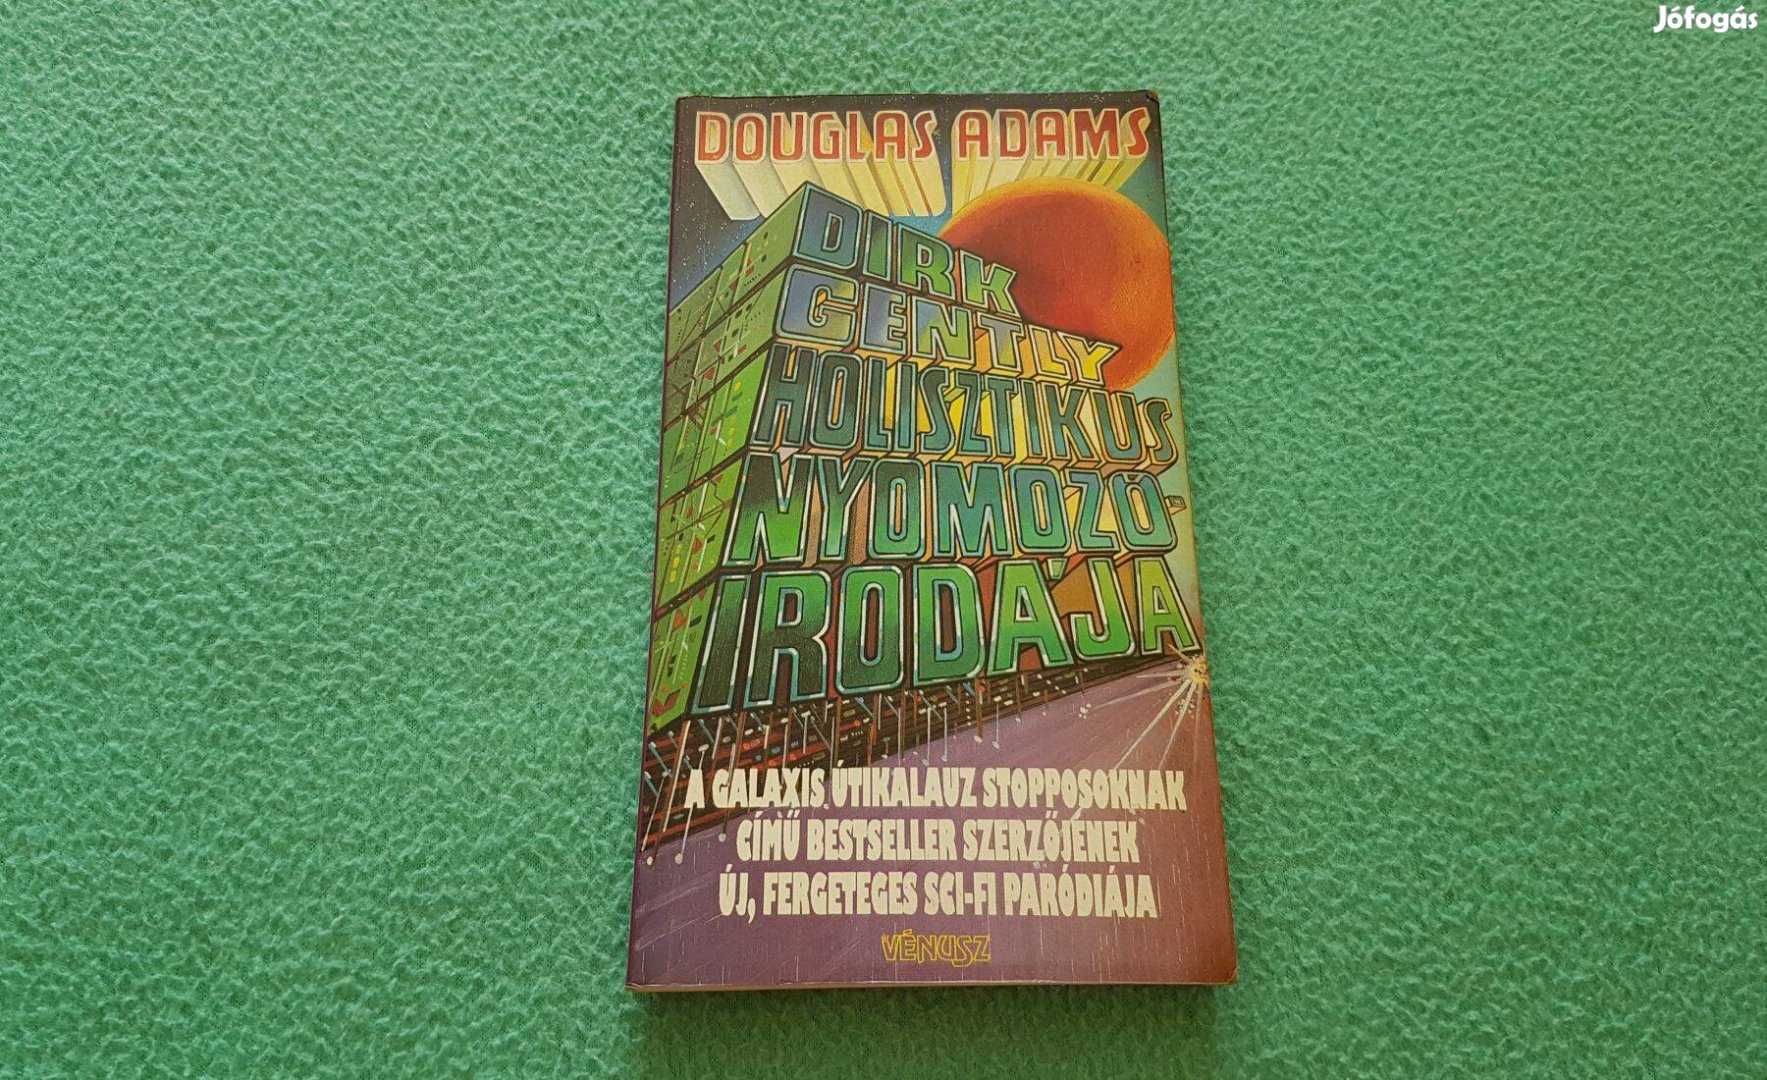 Jófogás
DOUGLAS ADAMS
DIRK
GENTLY
HOLISZTIKUS
NYOMOZÓ-
IRODÁJA
A GALAXIS ÚTIKALAUZ STOPPOSOKNAK
CÍMŰ BESTSELLER SZERZŐJÉNEK
ÚJ, FERGETEGES SCI-FI PARÓDIÁJA
VÉNUSZ